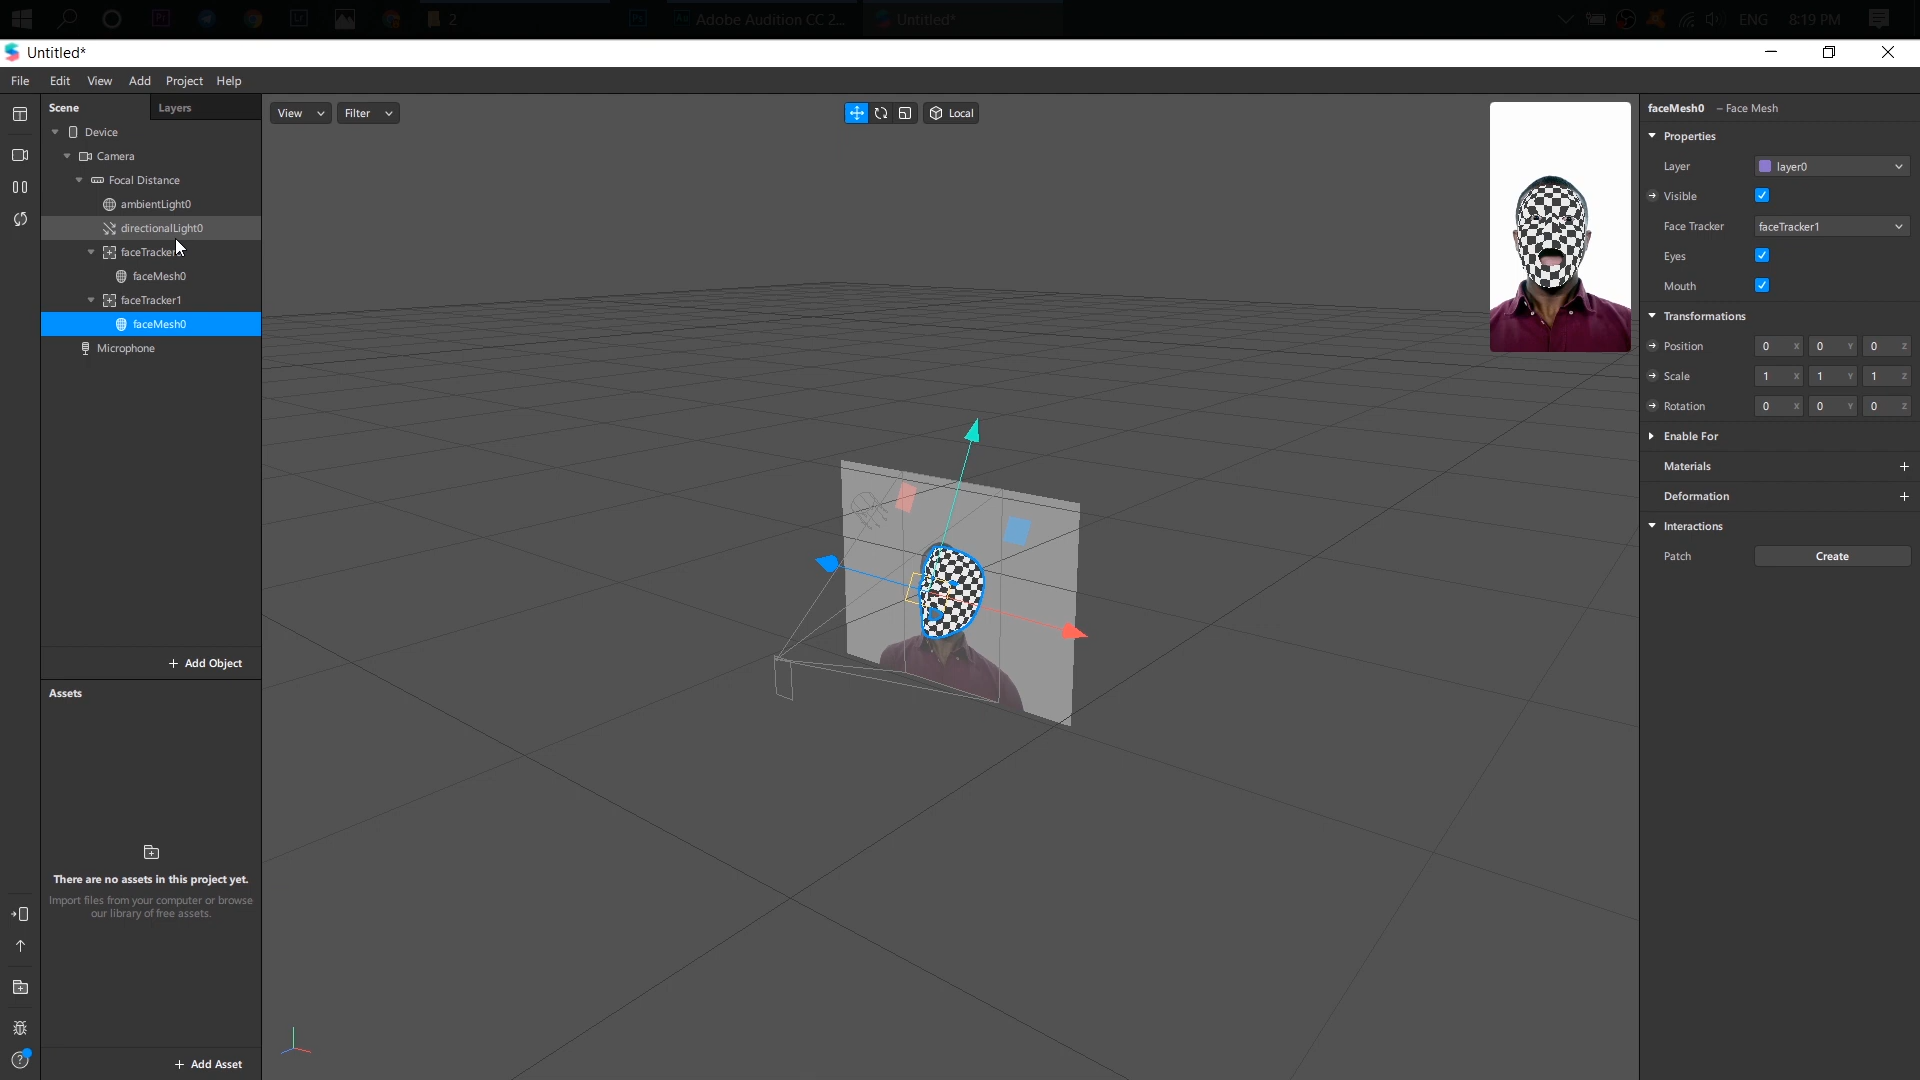 2
Adobe Audition CC 2...
Untitled*
ENG
8:19 PM
Untitled*
File Edit View Add Project Help
Scene Layers
Device
Camera
Focal Distance
ambientLight0
directionalLight0
faceTracker
faceMesh0
faceTracker1
faceMesh0
Microphone
+ Add Object
Assets
There are no assets in this project yet.
Import files from your computer or browse
our library of free assets.
+ Add Asset
View Filter
Local
faceMesh0 – Face Mesh
Properties
Layer layer0
Visible
Face Tracker faceTracker1
Eyes
Mouth
Transformations
Position 0 X 0 Y 0 Z
Scale 1 X 1 Y 1 Z
Rotation 0 X 0 Y 0 Z
Enable For
Materials +
Deformation +
Interactions
Patch Create